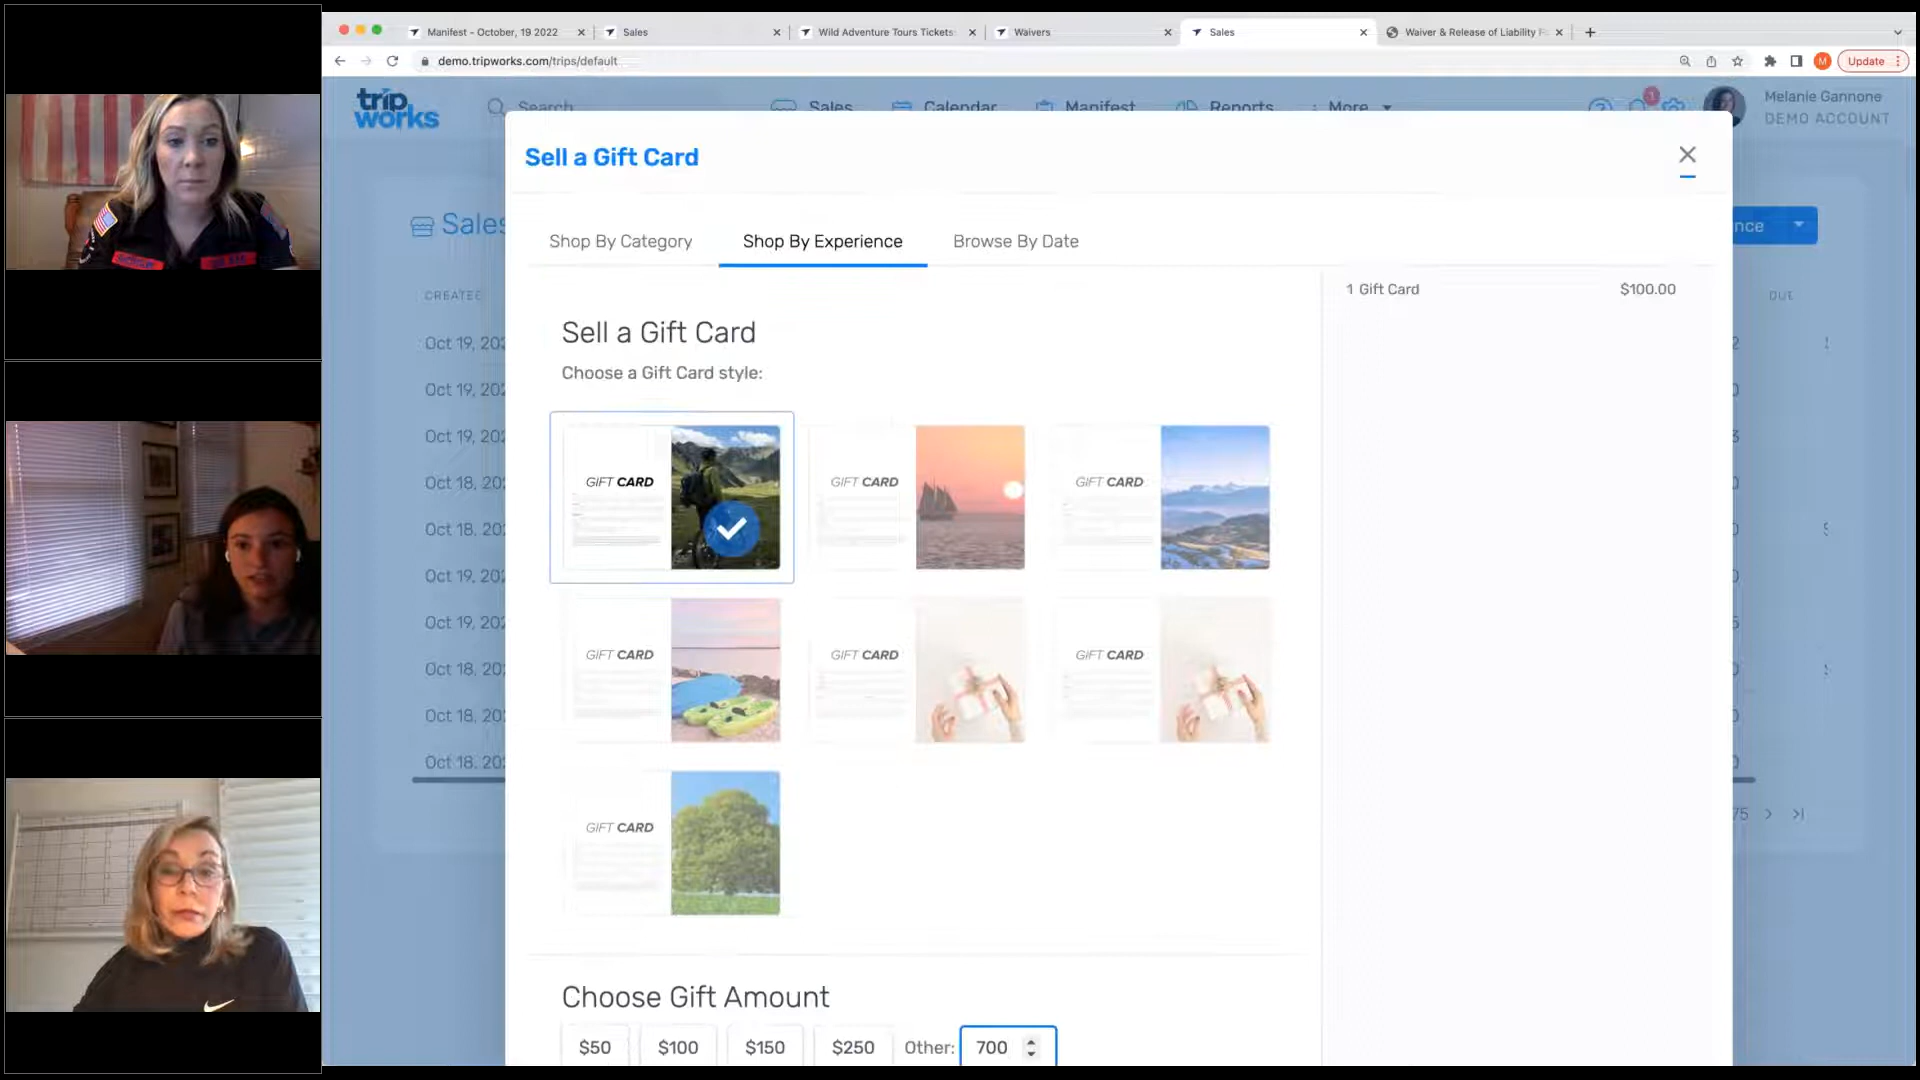 Manifest - October, 19 2022
Sales
Wild Adventure Tours Tickets
Waivers
Sales
Waiver & Release of Liability F
demo.tripworks.com/trips/default
M
Update
trip works
Search
Sales
Calendar
Manifest
Reports
More
1
Melanie Gannone
DEMO ACCOUNT
Sell a Gift Card
Sales
nce
Shop By Category
Shop By Experience
Browse By Date
CREATED
1 Gift Card
$100.00
DUE
Sell a Gift Card
Choose a Gift Card style:
Oct 19, 202
Oct 19, 202
Oct 19, 202
Oct 18, 202
Oct 18, 202
Oct 19, 202
Oct 19, 202
Oct 18, 202
Oct 18, 202
Oct 18, 202
GIFT CARD
GIFT CARD
GIFT CARD
GIFT CARD
GIFT CARD
GIFT CARD
GIFT CARD
75
Choose Gift Amount
$50
$100
$150
$250
Other:
700